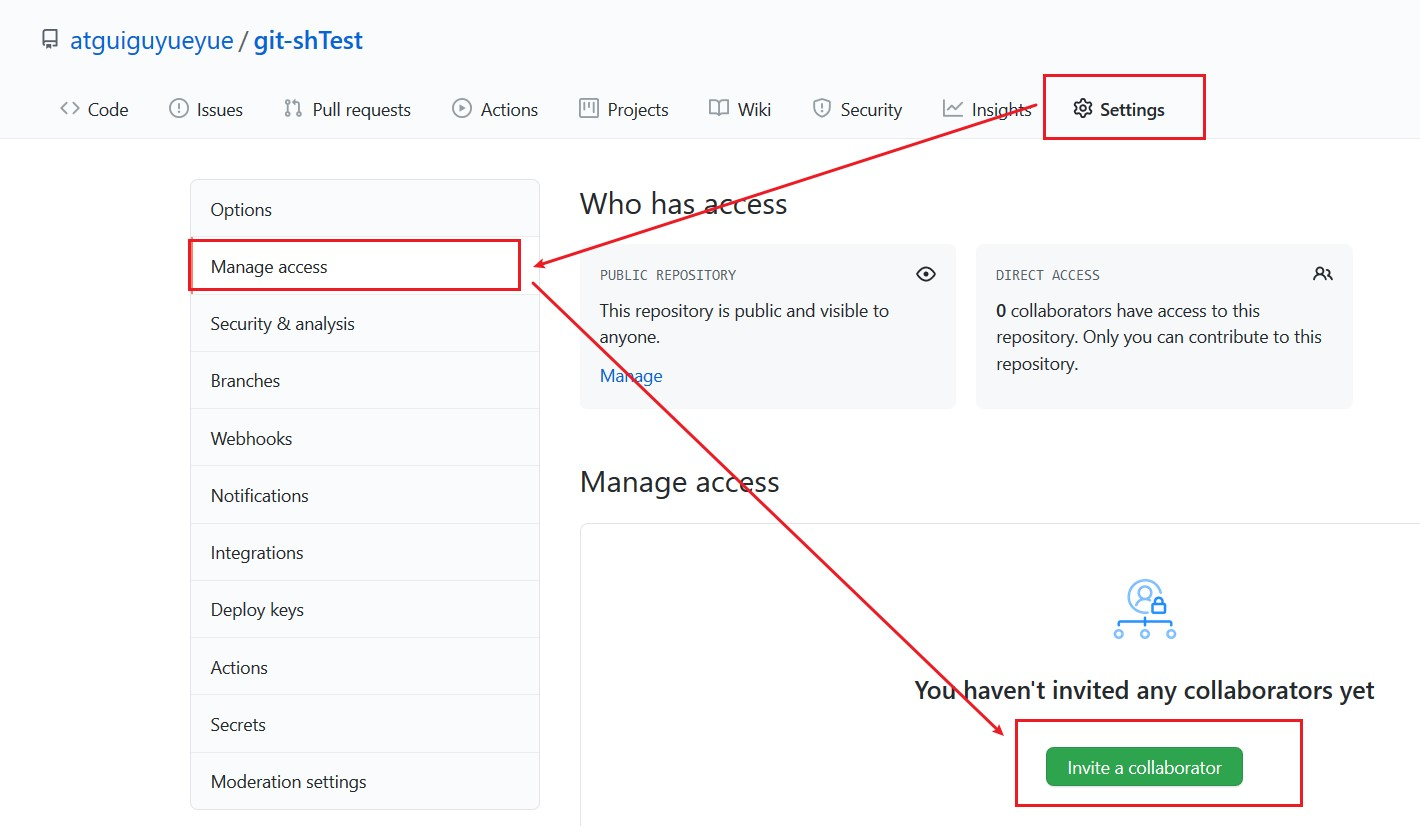 atguiguyueyue / git-shTest
Code Issues Pull requests Actions Projects Wiki Security Insights Settings
Options
Manage access
Security & analysis
Branches
Webhooks
Notifications
Integrations
Deploy keys
Actions
Secrets
Moderation settings
Who has access
PUBLIC REPOSITORY
This repository is public and visible to
anyone.
Manage
DIRECT ACCESS
0 collaborators have access to this
repository. Only you can contribute to this
repository.
Manage access
You haven't invited any collaborators yet
Invite a collaborator